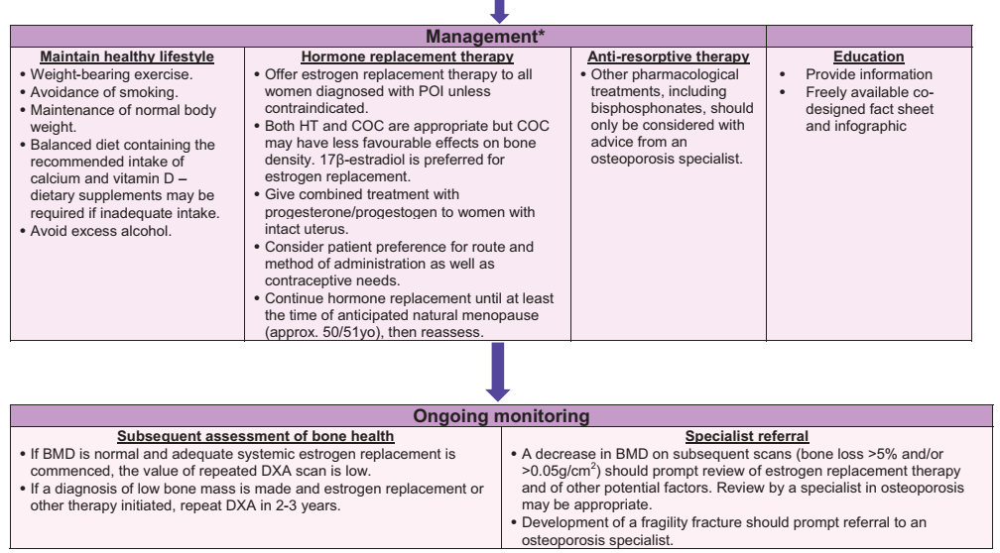 Management*
Maintain healthy lifestyle
• Weight-bearing exercise.
• Avoidance of smoking.
• Maintenance of normal body
weight.
• Balanced diet containing the
recommended intake of
calcium and vitamin D –
dietary supplements may be
required if inadequate intake.
• Avoid excess alcohol.
Hormone replacement therapy
• Offer estrogen replacement therapy to all
women diagnosed with POI unless
contraindicated.
• Both HT and COC are appropriate but COC
may have less favourable effects on bone
density. 17β-estradiol is preferred for
estrogen replacement.
• Give combined treatment with
progesterone/progestogen to women with
intact uterus.
• Consider patient preference for route and
method of administration as well as
contraceptive needs.
• Continue hormone replacement until at least
the time of anticipated natural menopause
(approx. 50/51yo), then reassess.
Anti-resorptive therapy
• Other pharmacological
treatments, including
bisphosphonates, should
only be considered with
advice from an
osteoporosis specialist.
Education
• Provide information
• Freely available co-
designed fact sheet
and infographic
Ongoing monitoring
Subsequent assessment of bone health
• If BMD is normal and adequate systemic estrogen replacement is
commenced, the value of repeated DXA scan is low.
• If a diagnosis of low bone mass is made and estrogen replacement or
other therapy initiated, repeat DXA in 2-3 years.
Specialist referral
• A decrease in BMD on subsequent scans (bone loss >5% and/or
>0.05g/cm²) should prompt review of estrogen replacement therapy
and of other potential factors. Review by a specialist in osteoporosis
may be appropriate.
• Development of a fragility fracture should prompt referral to an
osteoporosis specialist.